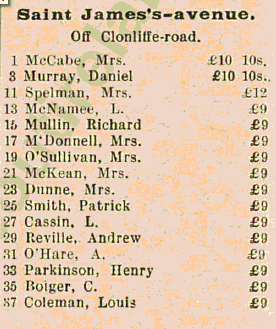 Saint James's-avenue.
Off Clonliffe-road.
1 McCabe, Mrs. £10 10s.
3 Murray, Daniel £10 10s.
11 Spelman, Mrs. £12
13 McNamee, L. £9
15 Mullin, Richard £9
17 M'Donnell, Mrs. £9
19 O'Sullivan, Mrs. £9
21 McKean, Mrs. £9
23 Dunne, Mrs. £9
25 Smith, Patrick £9
27 Cassin, L. £9
29 Reville, Andrew £9
31 O'Hare, A. £9
33 Parkinson, Henry £9
35 Boiger, C. £9
37 Coleman, Louis £9